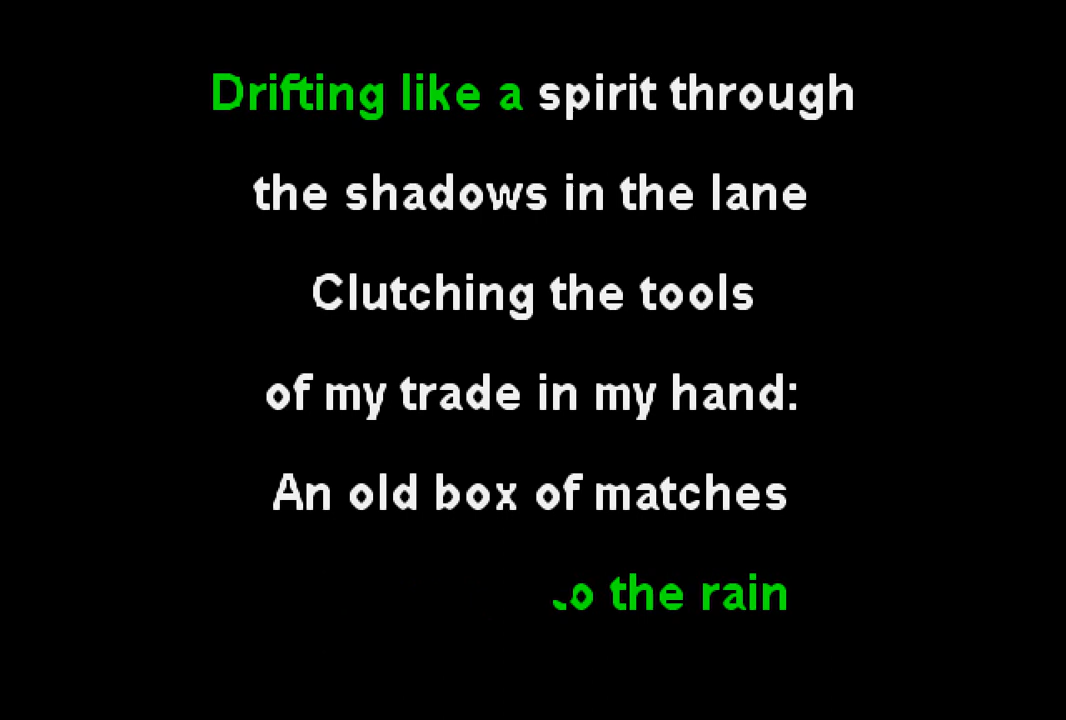 Drifting like a spirit through
the shadows in the lane
Clutching the tools
of my trade in my hand:
An old box of matches
the rain